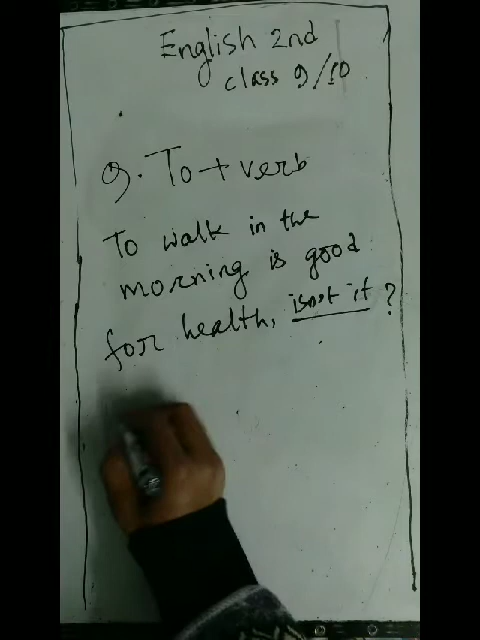 English 2nd
class 9/10
9. To + verb
To walk in the
morning is good
for health, isn't it ?